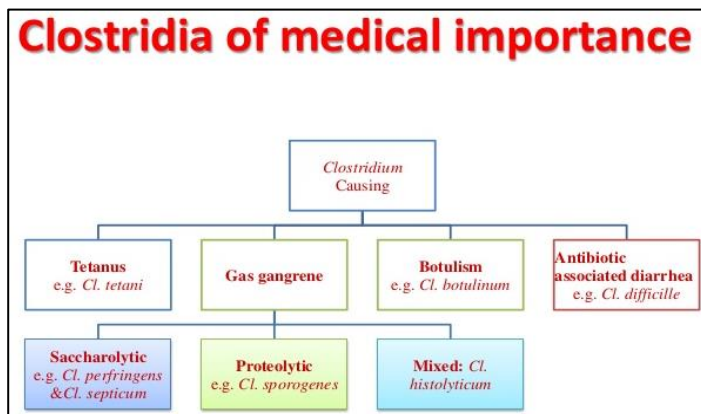 Clostridia of medical importance
Clostridium
Causing
Tetanus
e.g. Cl. tetani
Gas gangrene
Botulism
e.g. Cl. botulinum
Antibiotic
associated diarrhea
e.g. Cl. difficille
Saccharolytic
e.g. Cl. perfringens
&Cl. septicum
Proteolytic
e.g. Cl. sporogenes
Mixed: Cl.
histolyticum